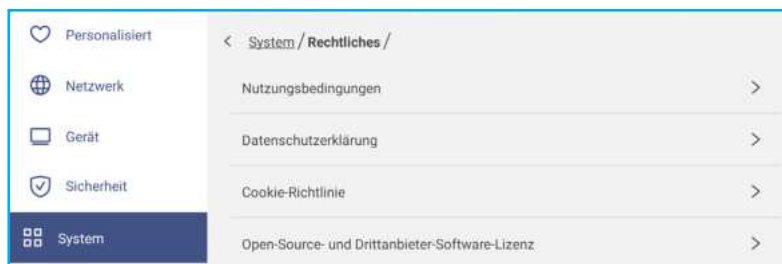 Personalisiert
Netzwerk
Gerät
Sicherheit
System
< System / Rechtliches /
Nutzungsbedingungen >
Datenschutzerklärung >
Cookie-Richtlinie >
Open-Source- und Drittanbieter-Software-Lizenz >